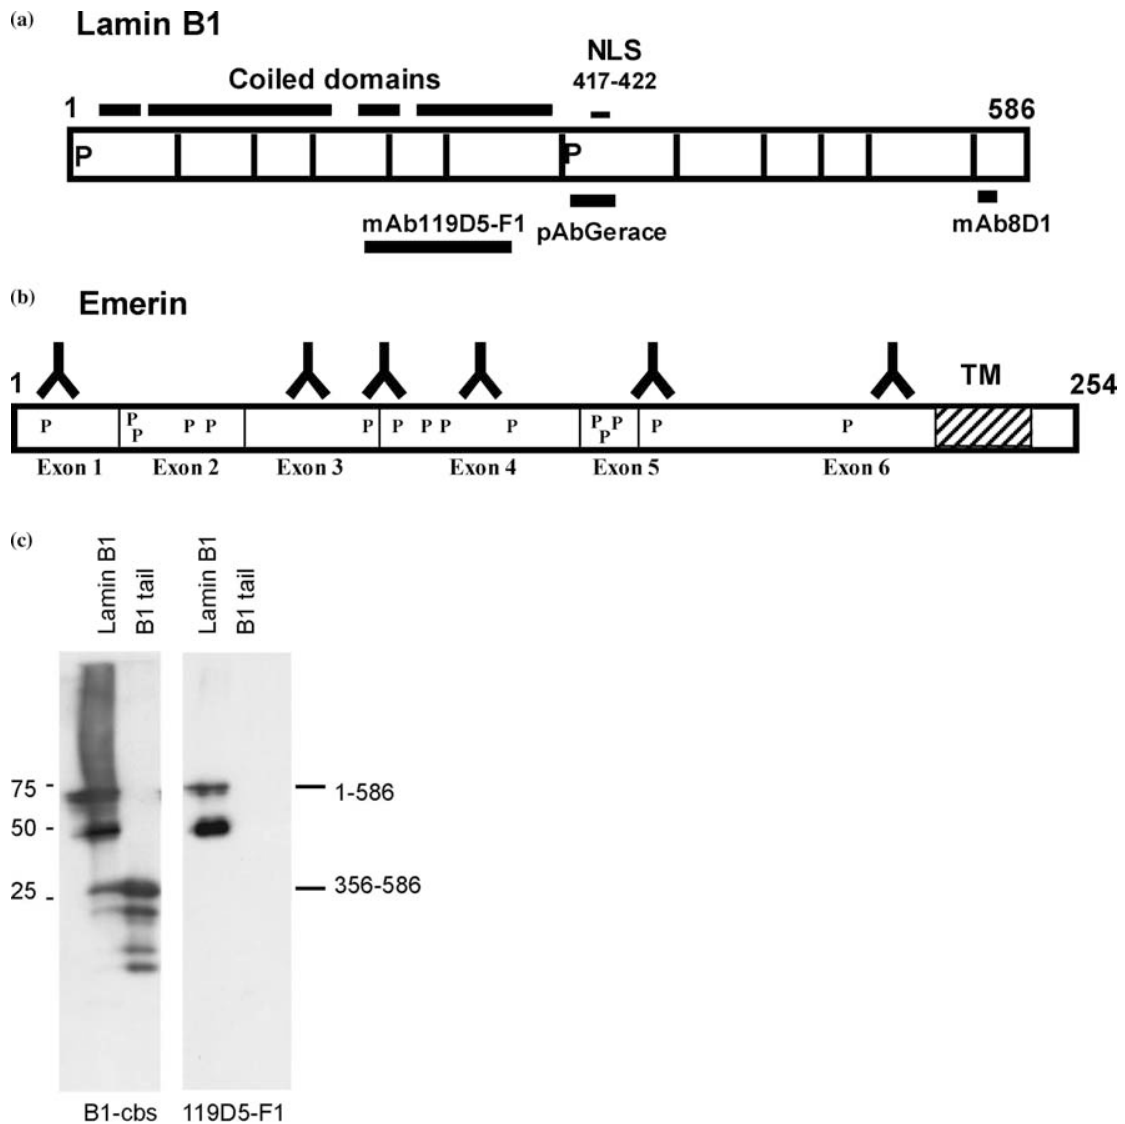 (a) Lamin B1
NLS
Coiled domains 417-422
1 586
P P
mAb119D5-F1 pAbGerace mAb8D1
(b) Emerin
1 TM 254
P P P P P P P P P P P P P P P
Exon 1 Exon 2 Exon 3 Exon 4 Exon 5 Exon 6
(c)
Lamin B1
B1 tail
Lamin B1
B1 tail
75 - 1-586
50 -
25 - 356-586
B1-cbs 119D5-F1